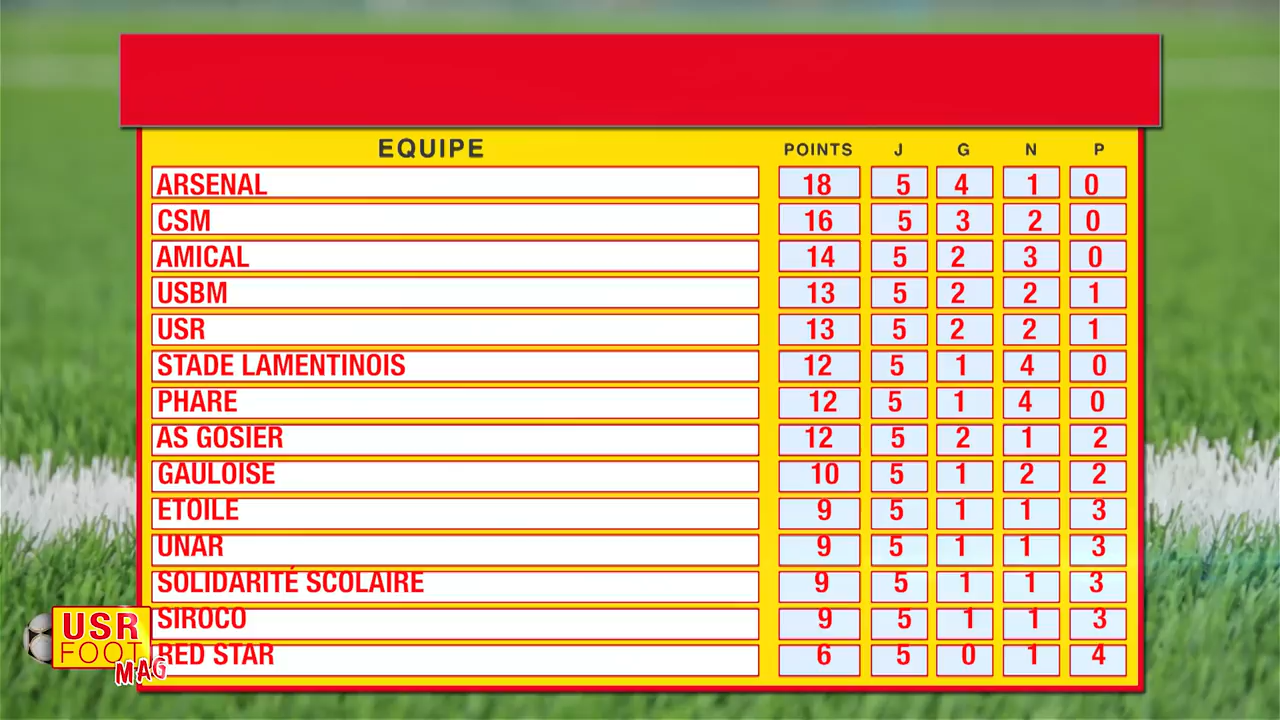 EQUIPE POINTS J G N P
ARSENAL 18 5 4 1 0
CSM 16 5 3 2 0
AMICAL 14 5 2 3 0
USBM 13 5 2 2 1
USR 13 5 2 2 1
STADE LAMENTINOIS 12 5 1 4 0
PHARE 12 5 1 4 0
AS GOSIER 12 5 2 1 2
GAULOISE 10 5 1 2 2
ETOILE 9 5 1 1 3
UNAR 9 5 1 1 3
SOLIDARITÉ SCOLAIRE 9 5 1 1 3
SIROCO 9 5 1 1 3
RED STAR 6 5 0 1 4
USR
FOOT
MAG